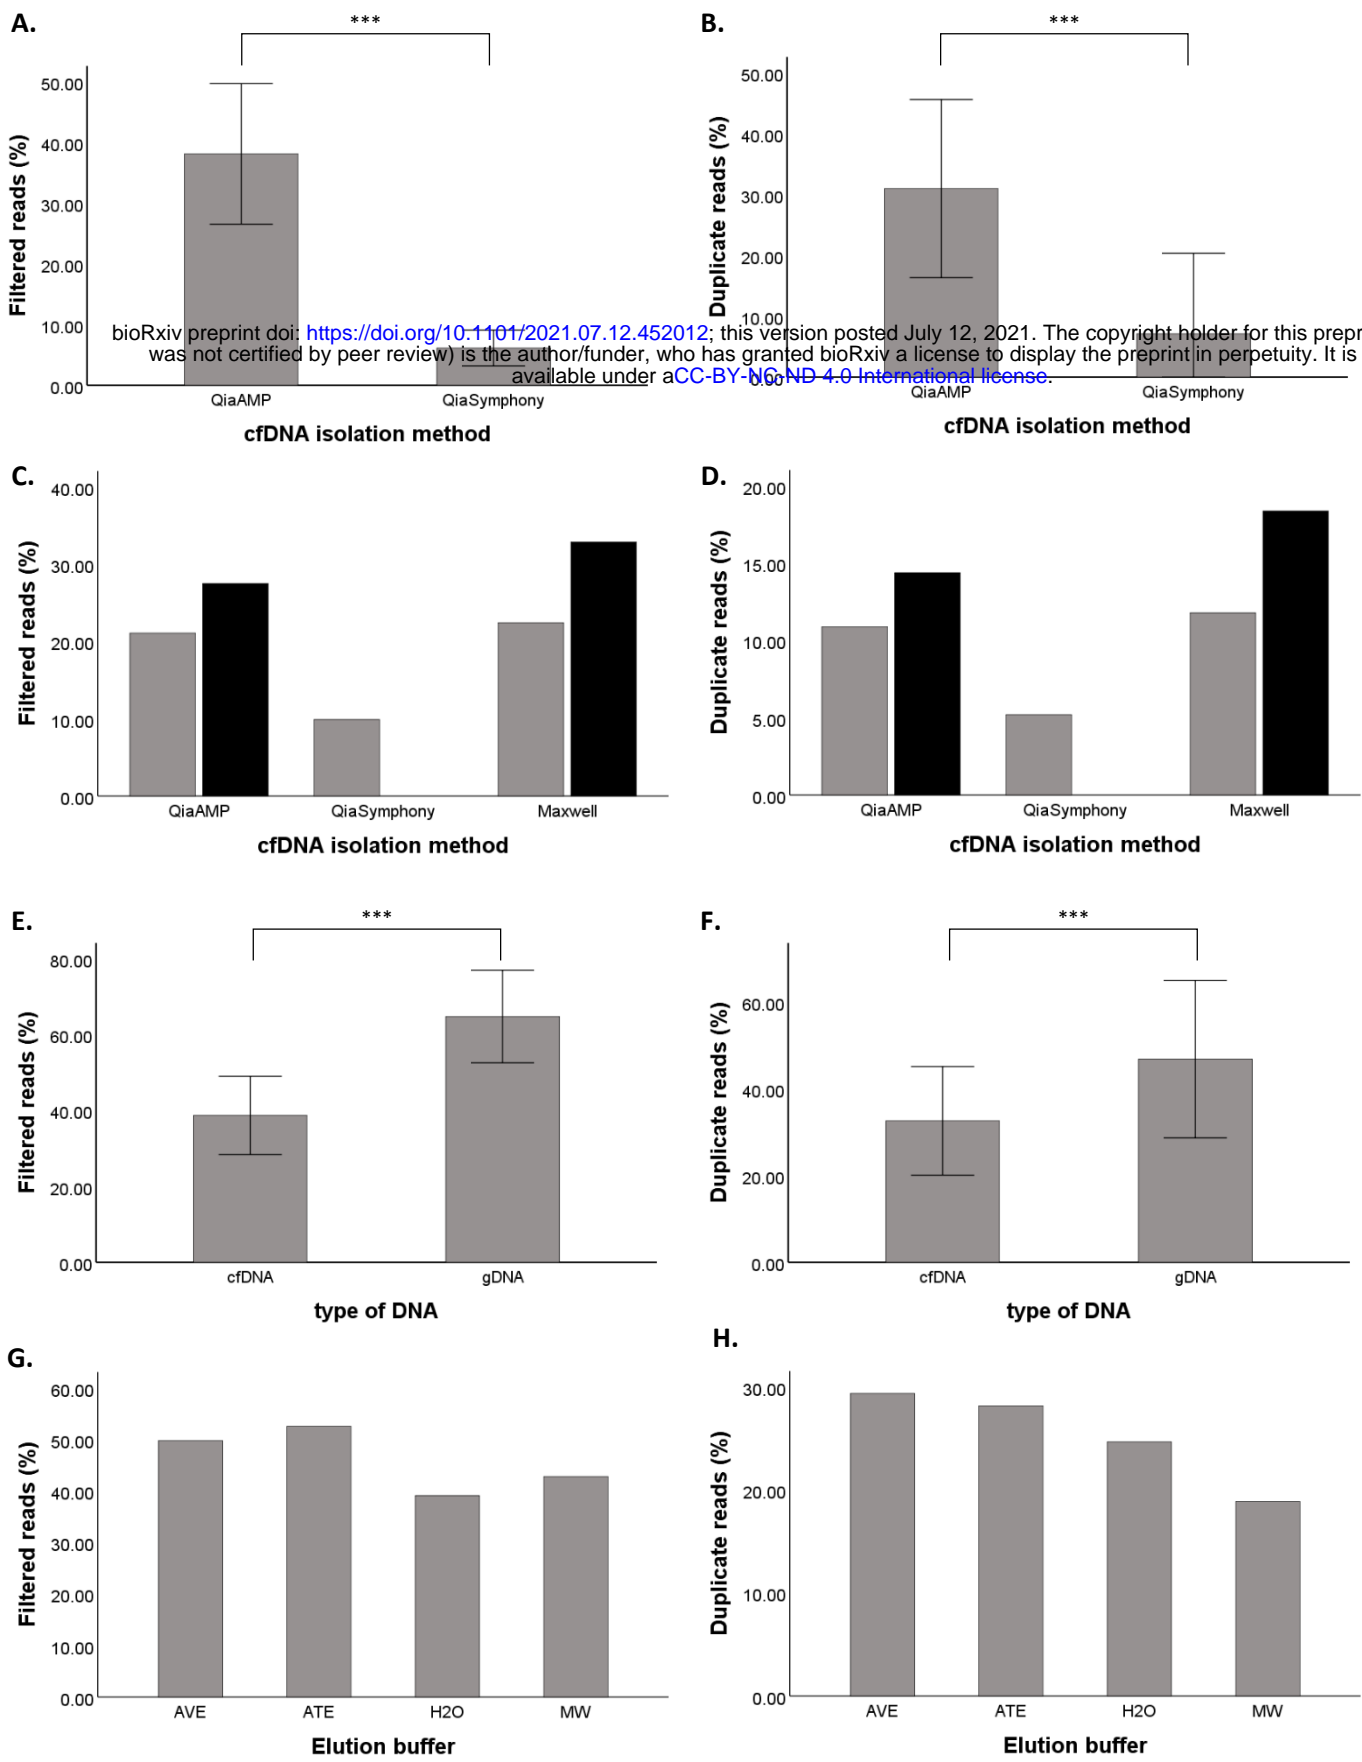 A.
***
50.00
40.00
30.00
20.00
10.00
0.00
Filtered reads (%)
QiaAMP QiaSymphony
cfDNA isolation method
B.
***
50.00
40.00
30.00
20.00
10.00
0.00
Duplicate reads (%)
QiaAMP QiaSymphony
cfDNA isolation method
bioRxiv preprint doi: https://doi.org/10.1101/2021.07.12.452012; this version posted July 12, 2021. The copyright holder for this prepr
was not certified by peer review) is the author/funder, who has granted bioRxiv a license to display the preprint in perpetuity. It is
available under aCC-BY-NC-ND 4.0 International license.
C.
40.00
30.00
20.00
10.00
0.00
Filtered reads (%)
QiaAMP QiaSymphony Maxwell
cfDNA isolation method
D.
20.00
15.00
10.00
5.00
0.00
Duplicate reads (%)
QiaAMP QiaSymphony Maxwell
cfDNA isolation method
E.
***
80.00
60.00
40.00
20.00
0.00
Filtered reads (%)
cfDNA gDNA
type of DNA
F.
***
60.00
40.00
20.00
0.00
Duplicate reads (%)
cfDNA gDNA
type of DNA
G.
60.00
50.00
40.00
30.00
20.00
10.00
0.00
Filtered reads (%)
AVE ATE H2O MW
Elution buffer
H.
30.00
20.00
10.00
0.00
Duplicate reads (%)
AVE ATE H2O MW
Elution buffer